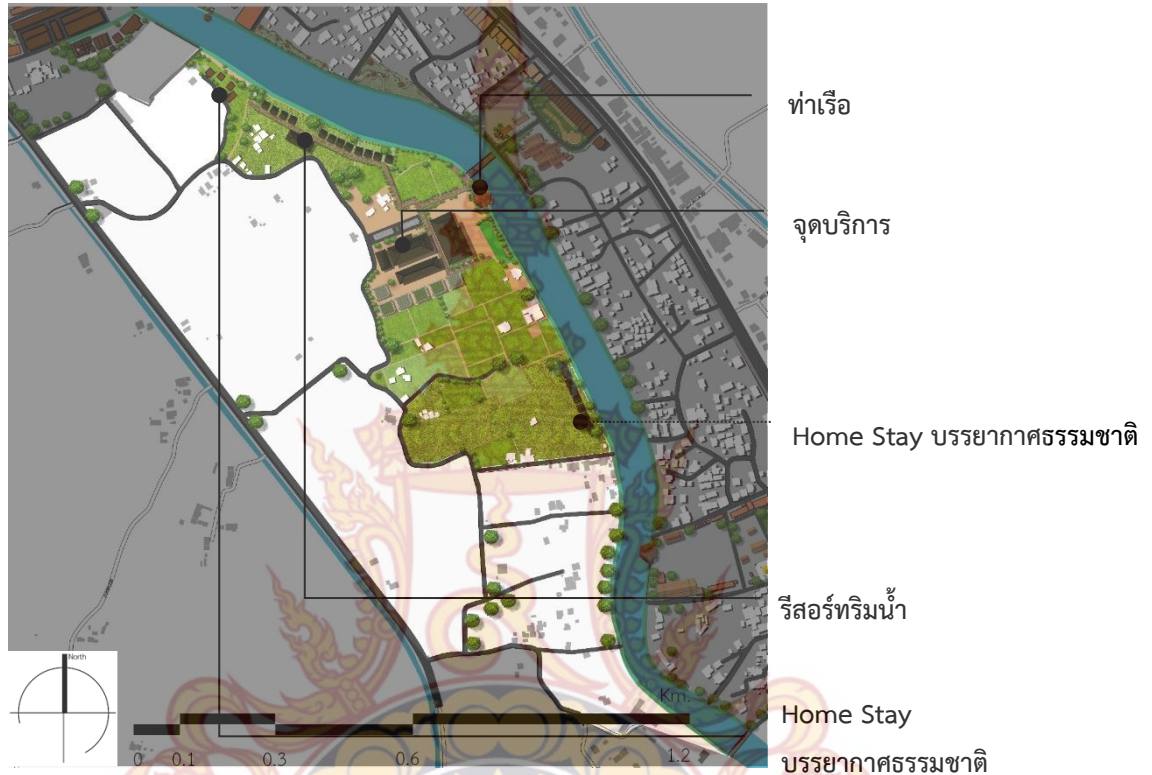 ท่าเรือ
จุดบริการ
Home Stay บรรยากาศธรรมชาติ
รีสอร์ทริมน้ำ
North
Km.
0 0.1 0.3 0.6 1.2
Home Stay
บรรยากาศธรรมชาติ